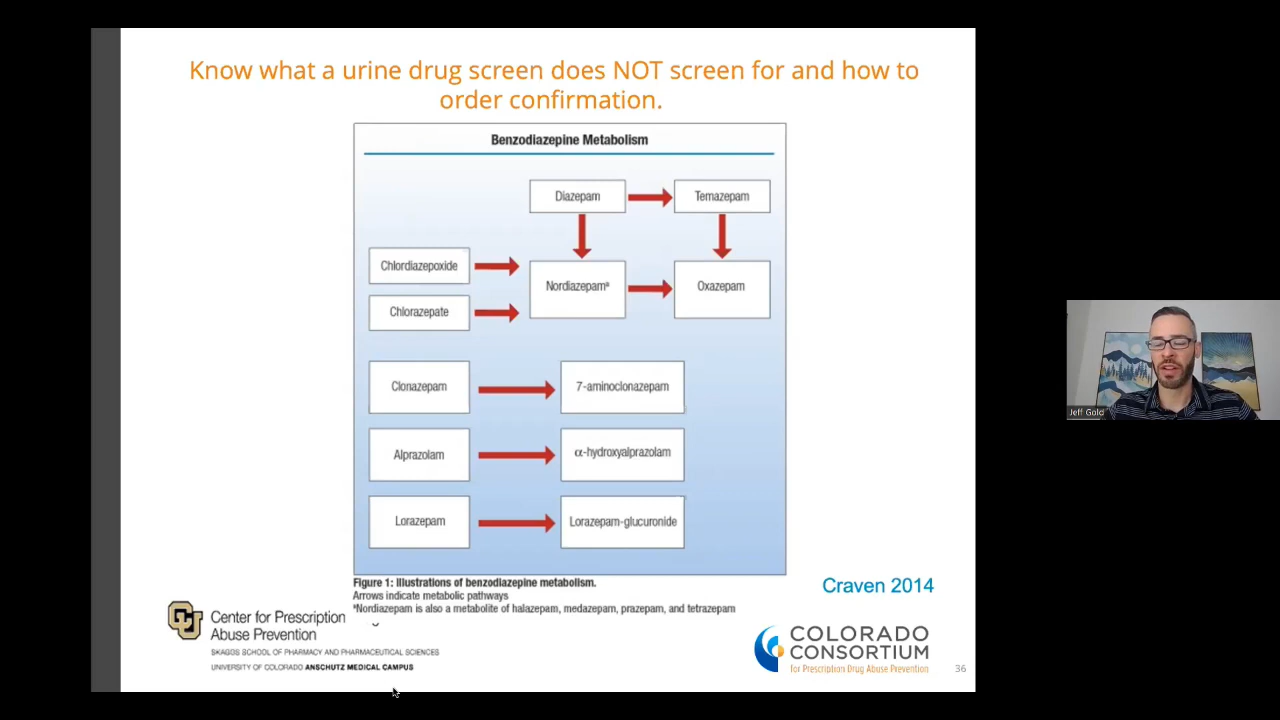 Know what a urine drug screen does NOT screen for and how to
order confirmation.
Benzodiazepine Metabolism
Diazepam
Temazepam
Chlordiazepoxide
Nordiazepamª
Oxazepam
Chlorazepate
Clonazepam
7-aminoclonazepam
Alprazolam
α-hydroxyalprazolam
Lorazepam
Lorazepam-glucuronide
Figure 1: Illustrations of benzodiazepine metabolism.
Arrows indicate metabolic pathways
ªNordiazepam is also a metabolite of halazepam, medazepam, prazepam, and tetrazepam
Craven 2014
CU
Center for Prescription
Abuse Prevention
SKAGGS SCHOOL OF PHARMACY AND PHARMACEUTICAL SCIENCES
UNIVERSITY OF COLORADO ANSCHUTZ MEDICAL CAMPUS
COLORADO
CONSORTIUM
for Prescription Drug Abuse Prevention
36
Jeff Gold